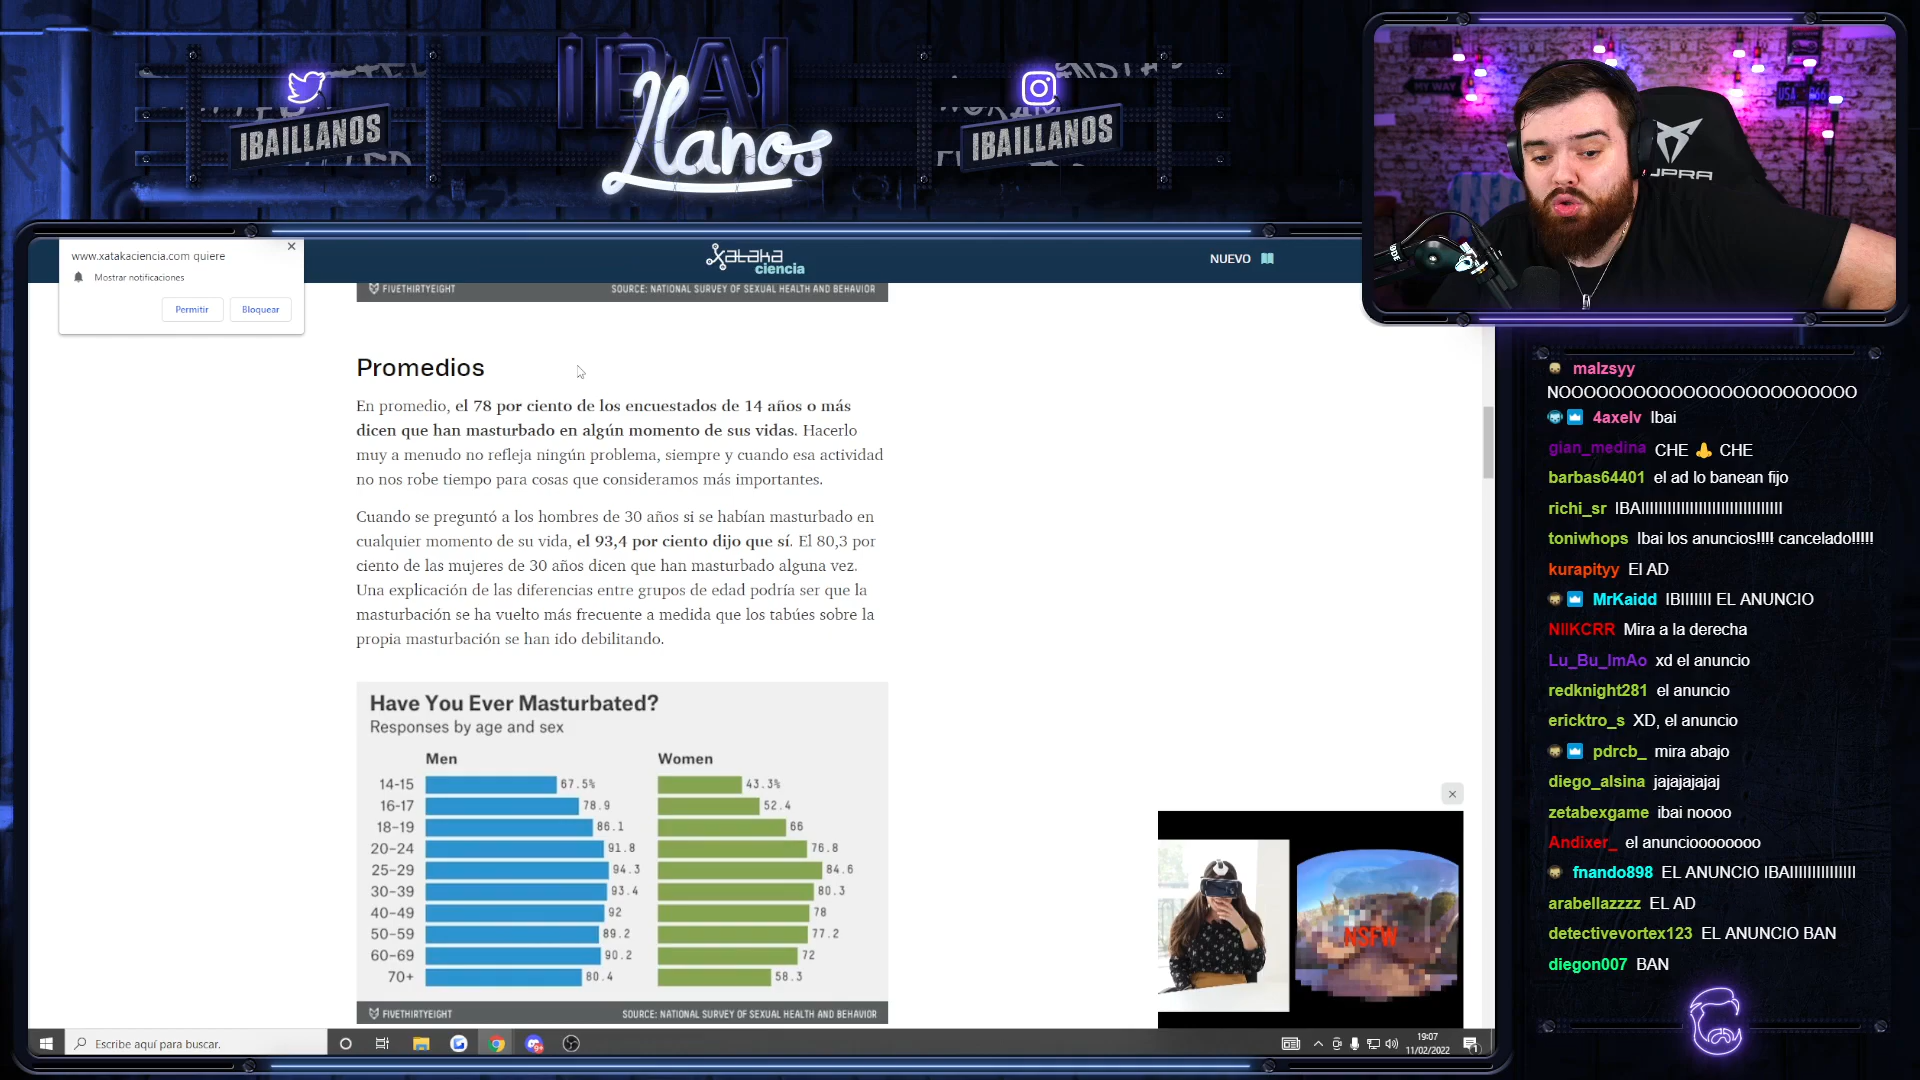 IBAI
Llanos
IBAILLANOS
IBAILLANOS
MY WAY
JPRA
www.xatakaciencia.com quiere
Mostrar notificaciones
Permitir
Bloquear
xataka
ciencia
NUEVO
FIVETHIRTYEIGHT
SOURCE: NATIONAL SURVEY OF SEXUAL HEALTH AND BEHAVIOR
Promedios
En promedio, el 78 por ciento de los encuestados de 14 años o más
dicen que han masturbado en algún momento de sus vidas. Hacerlo
muy a menudo no refleja ningún problema, siempre y cuando esa actividad
no nos robe tiempo para cosas que consideramos más importantes.
Cuando se preguntó a los hombres de 30 años si se habían masturbado en
cualquier momento de su vida, el 93,4 por ciento dijo que sí. El 80,3 por
ciento de las mujeres de 30 años dicen que han masturbado alguna vez.
Una explicación de las diferencias entre grupos de edad podría ser que la
masturbación se ha vuelto más frecuente a medida que los tabúes sobre la
propia masturbación se han ido debilitando.
Have You Ever Masturbated?
Responses by age and sex
Men Women
14-15 67.5% 43.3%
16-17 78.9 52.4
18-19 86.1 66
20-24 91.8 76.8
25-29 94.3 84.6
30-39 93.4 80.3
40-49 92 78
50-59 89.2 77.2
60-69 90.2 72
70+ 80.4 58.3
FIVETHIRTYEIGHT
SOURCE: NATIONAL SURVEY OF SEXUAL HEALTH AND BEHAVIOR
NSFW
malzsyy
NOOOOOOOOOOOOOOOOOOOOOOOO
4axelv Ibai
gian_medina CHE CHE
barbas64401 el ad lo banean fijo
richi_sr IBAIIIIIIIIIIIIIIIIIIIIIIIIIIIIIII
toniwhops Ibai los anuncios!!!! cancelado!!!!!
kurapityy El AD
MrKaidd IBIIIIIII EL ANUNCIO
NIIKCRR Mira a la derecha
Lu_Bu_lmAo xd el anuncio
redknight281 el anuncio
ericktro_s XD, el anuncio
pdrcb_ mira abajo
diego_alsina jajajajajaj
zetabexgame ibai noooo
Andixer_ el anunciooooooooo
fnando898 EL ANUNCIO IBAIIIIIIIIIIIIII
arabellazzzz EL AD
detectivevortex123 EL ANUNCIO BAN
diegon007 BAN
Escribe aquí para buscar.
9+
19:07
11/02/2022
1